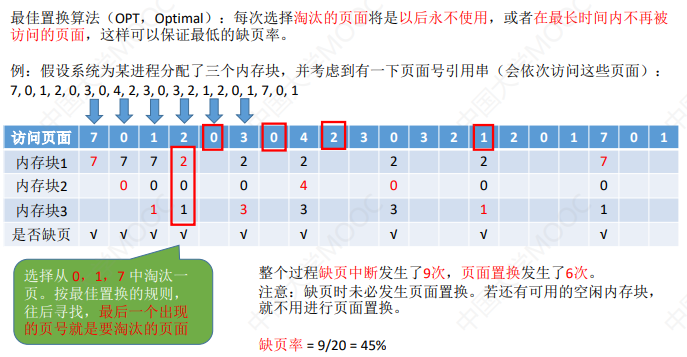 最佳置换算法（OPT，Optimal）：每次选择淘汰的页面将是以后永不使用，或者在最长时间内不再被
访问的页面，这样可以保证最低的缺页率。
例：假设系统为某进程分配了三个内存块，并考虑到有一下页面号引用串（会依次访问这些页面）：
7, 0, 1, 2, 0, 3, 0, 4, 2, 3, 0, 3, 2, 1, 2, 0, 1, 7, 0, 1
访问页面 7 0 1 2 0 3 0 4 2 3 0 3 2 1 2 0 1 7 0 1
内存块1 7 7 7 2 2 2 2 2 7
内存块2 0 0 0 0 4 0 0 0
内存块3 1 1 3 3 3 1 1
是否缺页 √ √ √ √ √ √ √ √ √
选择从 0，1，7 中淘汰一
页。按最佳置换的规则，
往后寻找，最后一个出现
的页号就是要淘汰的页面
整个过程缺页中断发生了9次，页面置换发生了6次。
注意：缺页时未必发生页面置换。若还有可用的空闲内存块，
就不用进行页面置换。
缺页率 = 9/20 = 45%